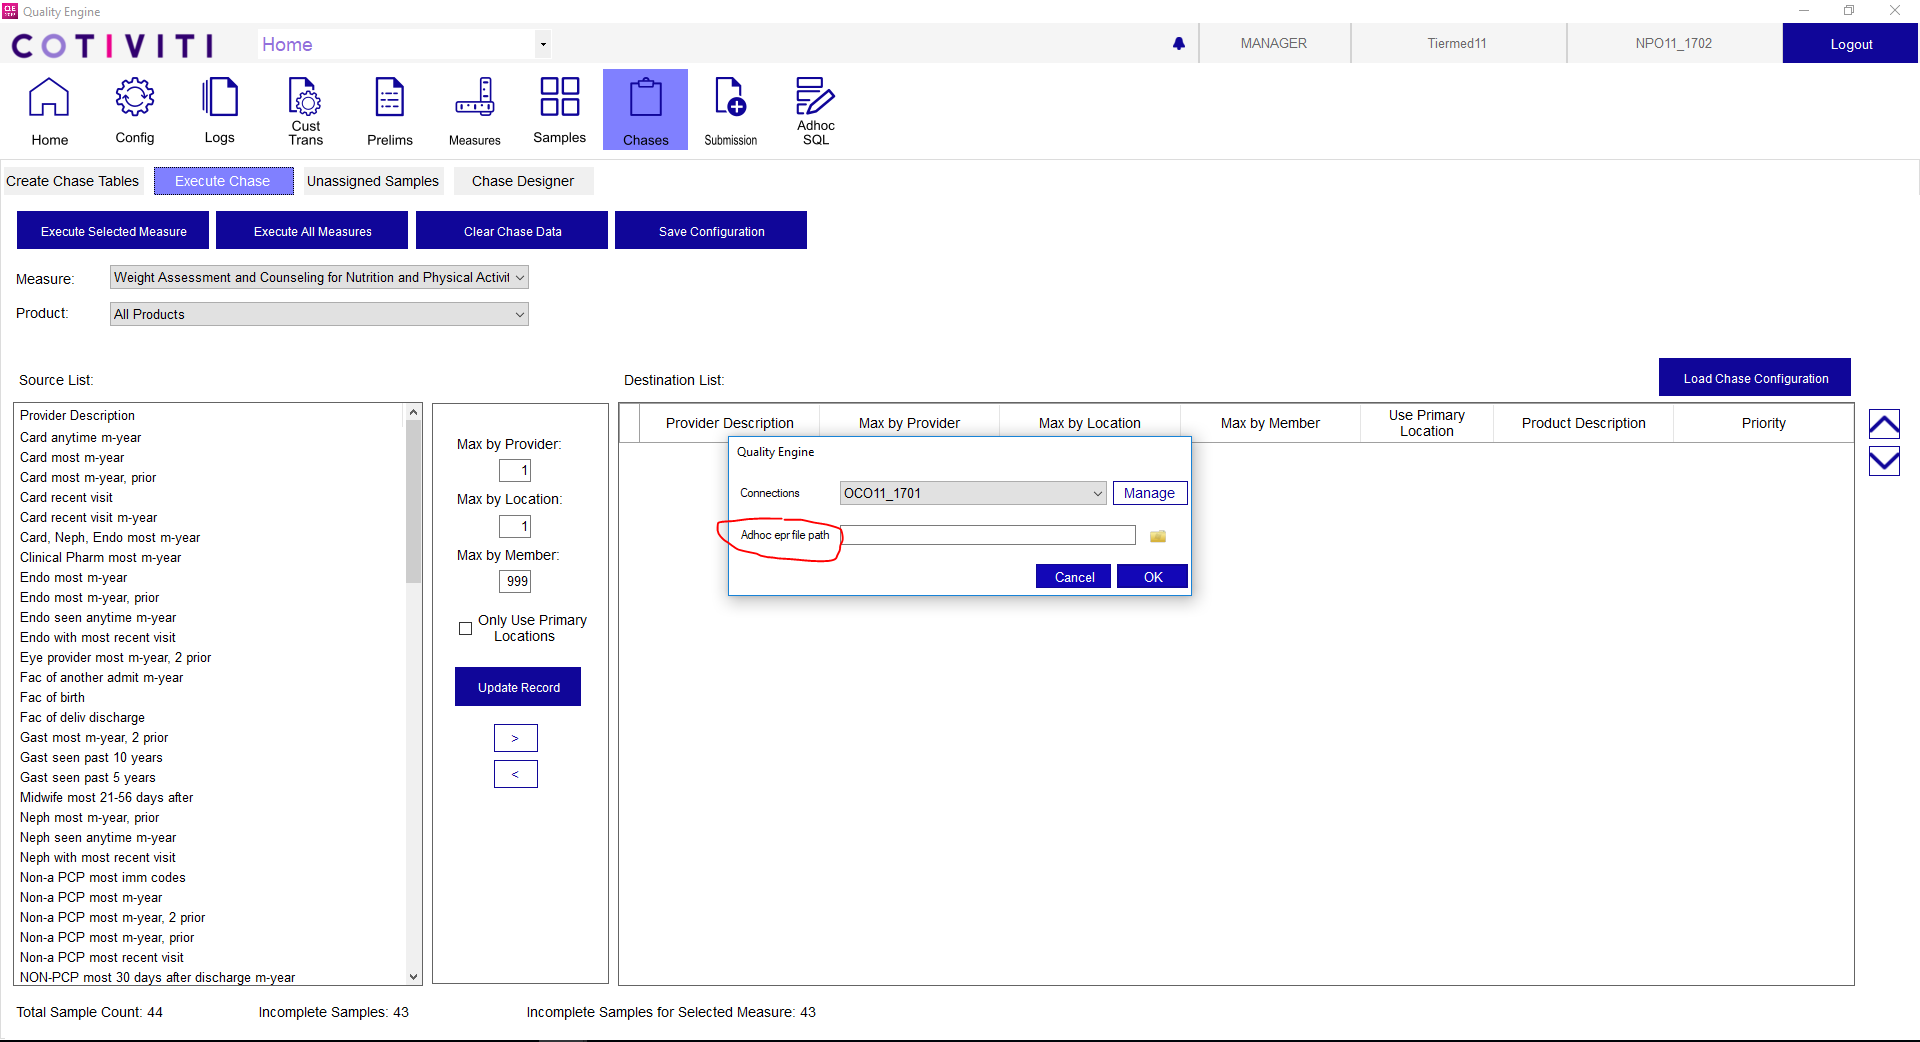 Quality Engine
COTIVITI
Home
MANAGER
Tiermed11
NPO11_1702
Logout
Home
Config
Logs
Cust
Trans
Prelims
Measures
Samples
Chases
Submission
Adhoc
SQL
Create Chase Tables
Execute Chase
Unassigned Samples
Chase Designer
Execute Selected Measure
Execute All Measures
Clear Chase Data
Save Configuration
Measure:
Weight Assessment and Counseling for Nutrition and Physical Activit
Product:
All Products
Load Chase Configuration
Source List:
Destination List:
Provider Description
Card anytime m-year
Card most m-year
Card most m-year, prior
Card recent visit
Card recent visit m-year
Card, Neph, Endo most m-year
Clinical Pharm most m-year
Endo most m-year
Endo most m-year, prior
Endo seen anytime m-year
Endo with most recent visit
Eye provider most m-year, 2 prior
Fac of another admit m-year
Fac of birth
Fac of deliv discharge
Gast most m-year, 2 prior
Gast seen past 10 years
Gast seen past 5 years
Midwife most 21-56 days after
Neph most m-year, prior
Neph seen anytime m-year
Neph with most recent visit
Non-a PCP most imm codes
Non-a PCP most m-year
Non-a PCP most m-year, 2 prior
Non-a PCP most m-year, prior
Non-a PCP most recent visit
NON-PCP most 30 days after discharge m-year
Max by Provider:
1
Max by Location:
1
Max by Member:
999
Only Use Primary
Locations
Update Record
>
<
Provider Description
Max by Provider
Max by Location
Max by Member
Use Primary
Location
Product Description
Priority
Quality Engine
Connections
OCO11_1701
Manage
Adhoc epr file path
Cancel
OK
Total Sample Count: 44
Incomplete Samples: 43
Incomplete Samples for Selected Measure: 43